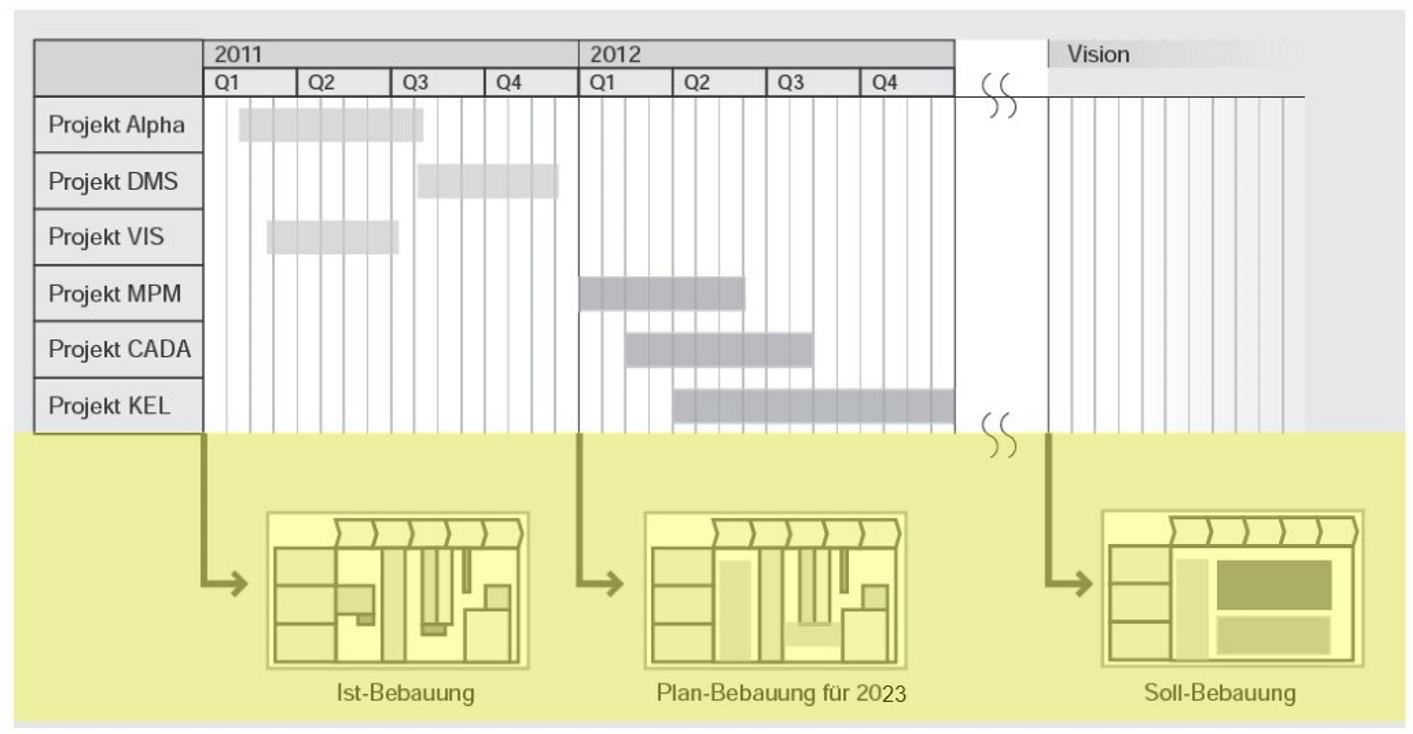 2011 2012 Vision
Q1 Q2 Q3 Q4 Q1 Q2 Q3 Q4
Projekt Alpha
Projekt DMS
Projekt VIS
Projekt MPM
Projekt CADA
Projekt KEL
Ist-Bebauung Plan-Bebauung für 2023 Soll-Bebauung